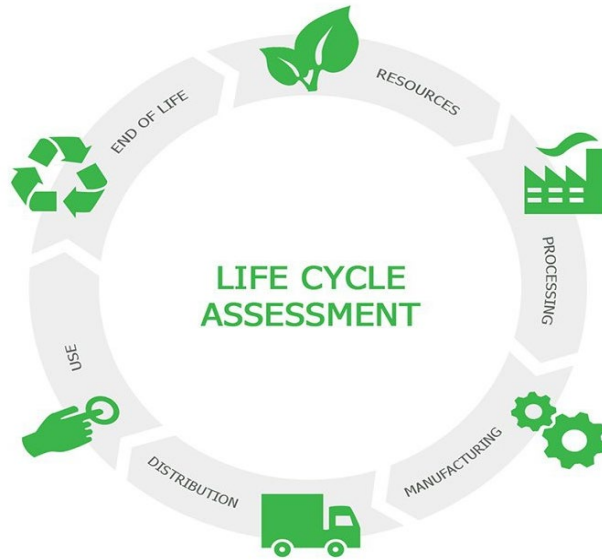 LIFE CYCLE
ASSESSMENT
RESOURCES
PROCESSING
MANUFACTURING
DISTRIBUTION
USE
END OF LIFE